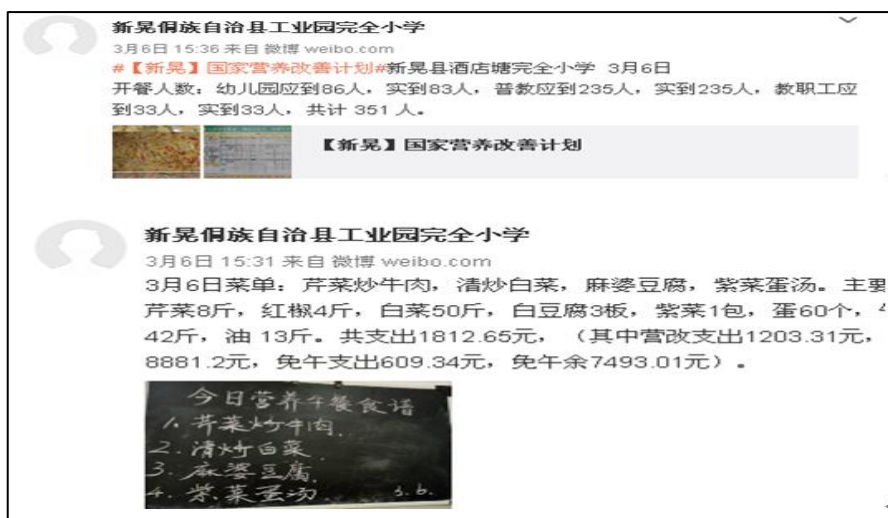 新晃侗族自治县工业园完全小学
3月6日 15:36 来自 微博 weibo.com
#【新晃】国家营养改善计划#新晃县酒店塘完全小学 3月6日
开餐人数：幼儿园应到86人，实到83人，普教应到235人，实到235人，教职工应
到33人，实到33人，共计 351 人。
【新晃】国家营养改善计划
新晃侗族自治县工业园完全小学
3月6日 15:31 来自 微博 weibo.com
3月6日菜单：芹菜炒牛肉，清炒白菜，麻婆豆腐，紫菜蛋汤。主要
芹菜8斤，红椒4斤，白菜50斤，白豆腐3板，紫菜1包，蛋60个，
42斤，油 13斤。共支出1812.65元，（其中营改支出1203.31元，
8881.2元，免午支出609.34元，免午余7493.01元）。
今日营养午餐食谱
1. 芹菜炒牛肉
2. 清炒白菜
3. 麻婆豆腐
4. 紫菜蛋汤 3.6.